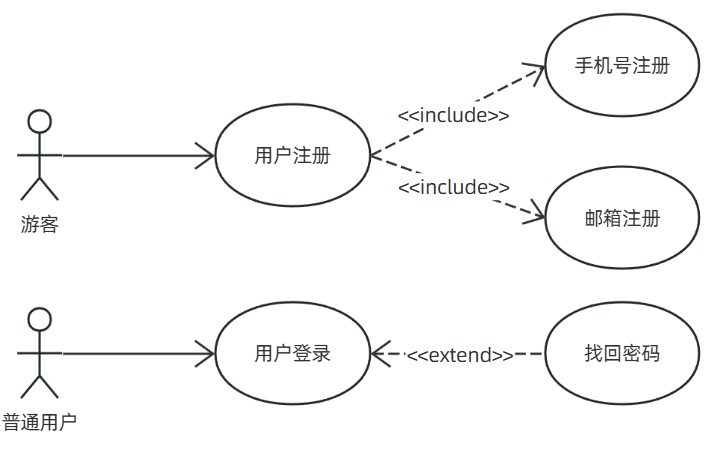 手机号注册
<<include>>
用户注册
<<include>>
邮箱注册
游客
用户登录
<<extend>>
找回密码
普通用户